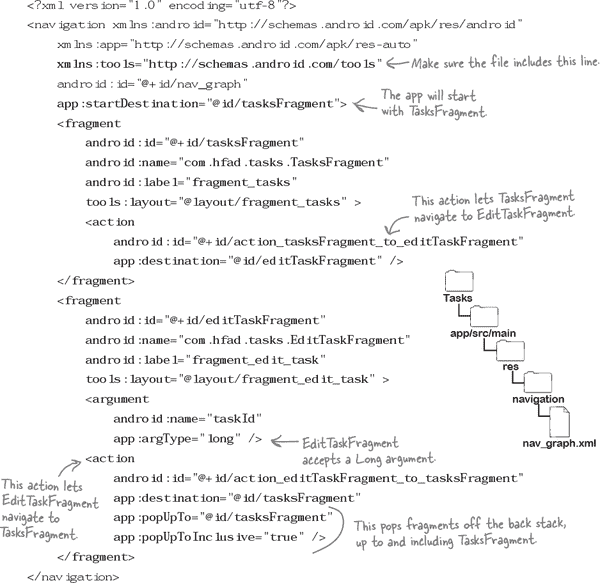 <?xml version="1.0" encoding="utf-8"?>
<navigation xmlns:android="http://schemas.android.com/apk/res/android"
xmlns:app="http://schemas.android.com/apk/res-auto"
xmlns:tools="http://schemas.android.com/tools"
Make sure the file includes this line.
android:id="@+id/nav_graph"
app:startDestination="@id/tasksFragment">
The app will start
with TasksFragment.
<fragment
android:id="@+id/tasksFragment"
android:name="com.hfad.tasks.TasksFragment"
android:label="fragment_tasks"
tools:layout="@layout/fragment_tasks" >
This action lets TasksFragment
navigate to EditTaskFragment.
<action
android:id="@+id/action_tasksFragment_to_editTaskFragment"
app:destination="@id/editTaskFragment" />
</fragment>
<fragment
android:id="@+id/editTaskFragment"
android:name="com.hfad.tasks.EditTaskFragment"
android:label="fragment_edit_task"
tools:layout="@layout/fragment_edit_task" >
<argument
android:name="taskId"
app:argType="long" />
EditTaskFragment
accepts a Long argument.
<action
This action lets
EditTaskFragment
navigate to
TasksFragment.
android:id="@+id/action_editTaskFragment_to_tasksFragment"
app:destination="@id/tasksFragment"
app:popUpTo="@id/tasksFragment"
app:popUpToInclusive="true" />
This pops fragments off the back stack,
up to and including TasksFragment.
</fragment>
</navigation>
Tasks
app/src/main
res
navigation
nav_graph.xml